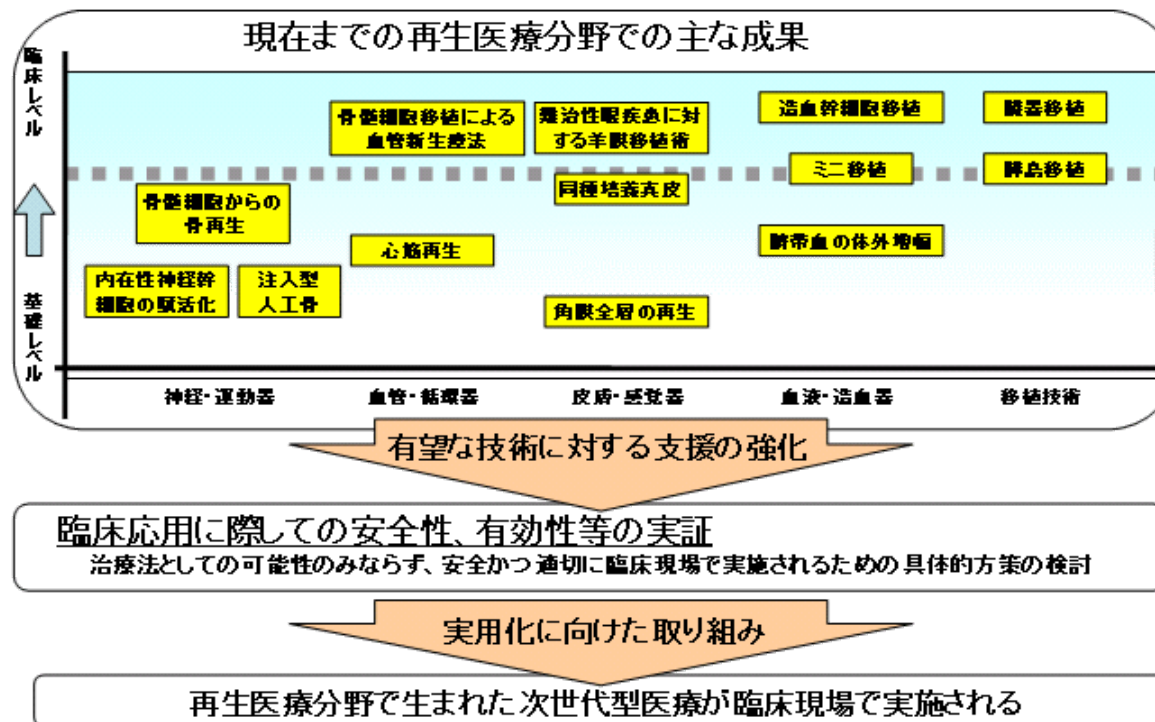 現在までの再生医療分野での主な成果
臨床レベル
基礎レベル
骨髄細胞移植による
血管新生療法
難治性眼疾患に対
する羊膜移植術
造血幹細胞移植
臓器移植
ミニ移植
膵島移植
同種培養真皮
骨髄細胞からの
骨再生
心筋再生
臍帯血の体外増幅
内在性神経幹
細胞の賦活化
注入型
人工骨
角膜全層の再生
神経・運動器
血管・循環器
皮膚・感覚器
血液・造血器
移植技術
有望な技術に対する支援の強化
臨床応用に際しての安全性、有効性等の実証
治療法としての可能性のみならず、安全かつ適切に臨床現場で実施されるための具体的方策の検討
実用化に向けた取り組み
再生医療分野で生まれた次世代型医療が臨床現場で実施される